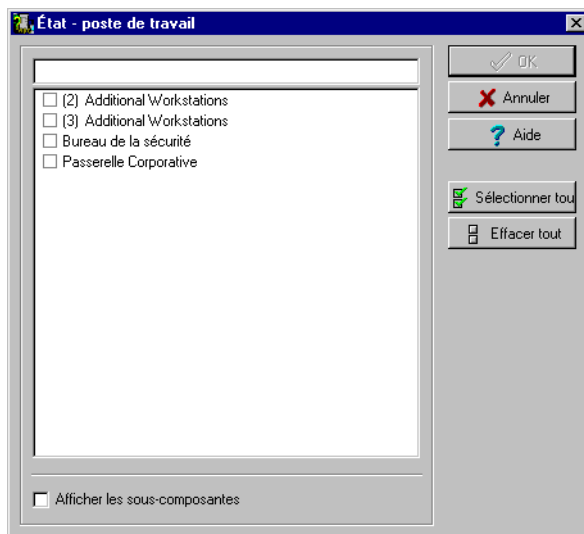 État - poste de travail
OK
Annuler
Aide
Sélectionner tou
Effacer tout
(2) Additional Workstations
(3) Additional Workstations
Bureau de la sécurité
Passerelle Corporative
Afficher les sous-composantes